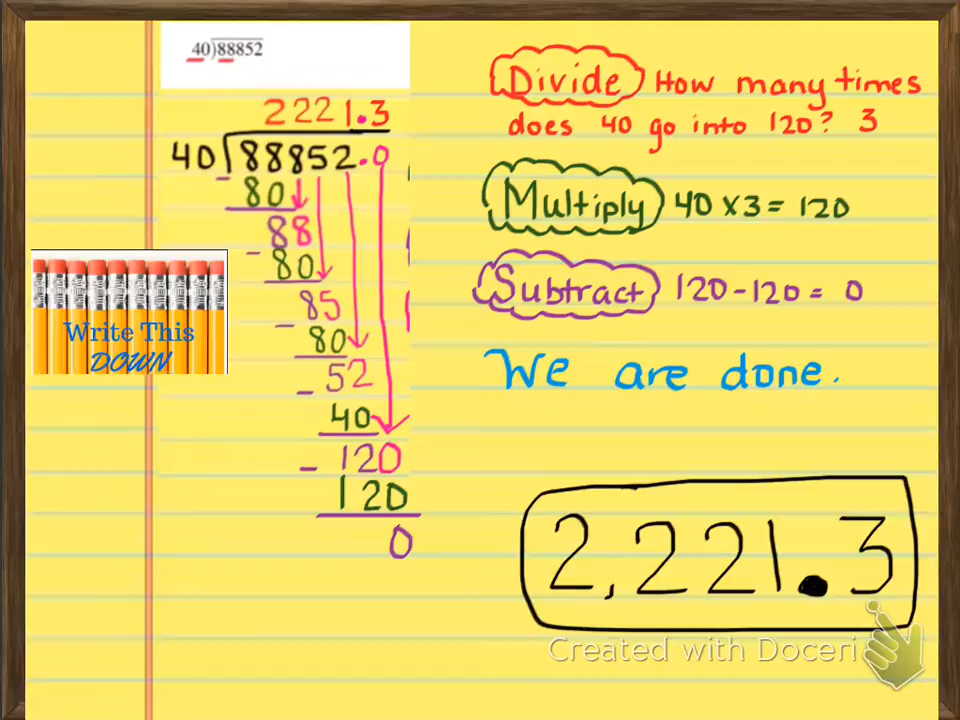 40)88852
2221.3
40)88852.0
- 80
88
- 80
85
- 80
52
- 40
120
- 120
0
Write This
DOWN
Divide How many times
does 40 go into 120? 3
Multiply 40 x 3 = 120
Subtract 120 - 120 = 0
We are done.
2,221.3
Created with Doceri